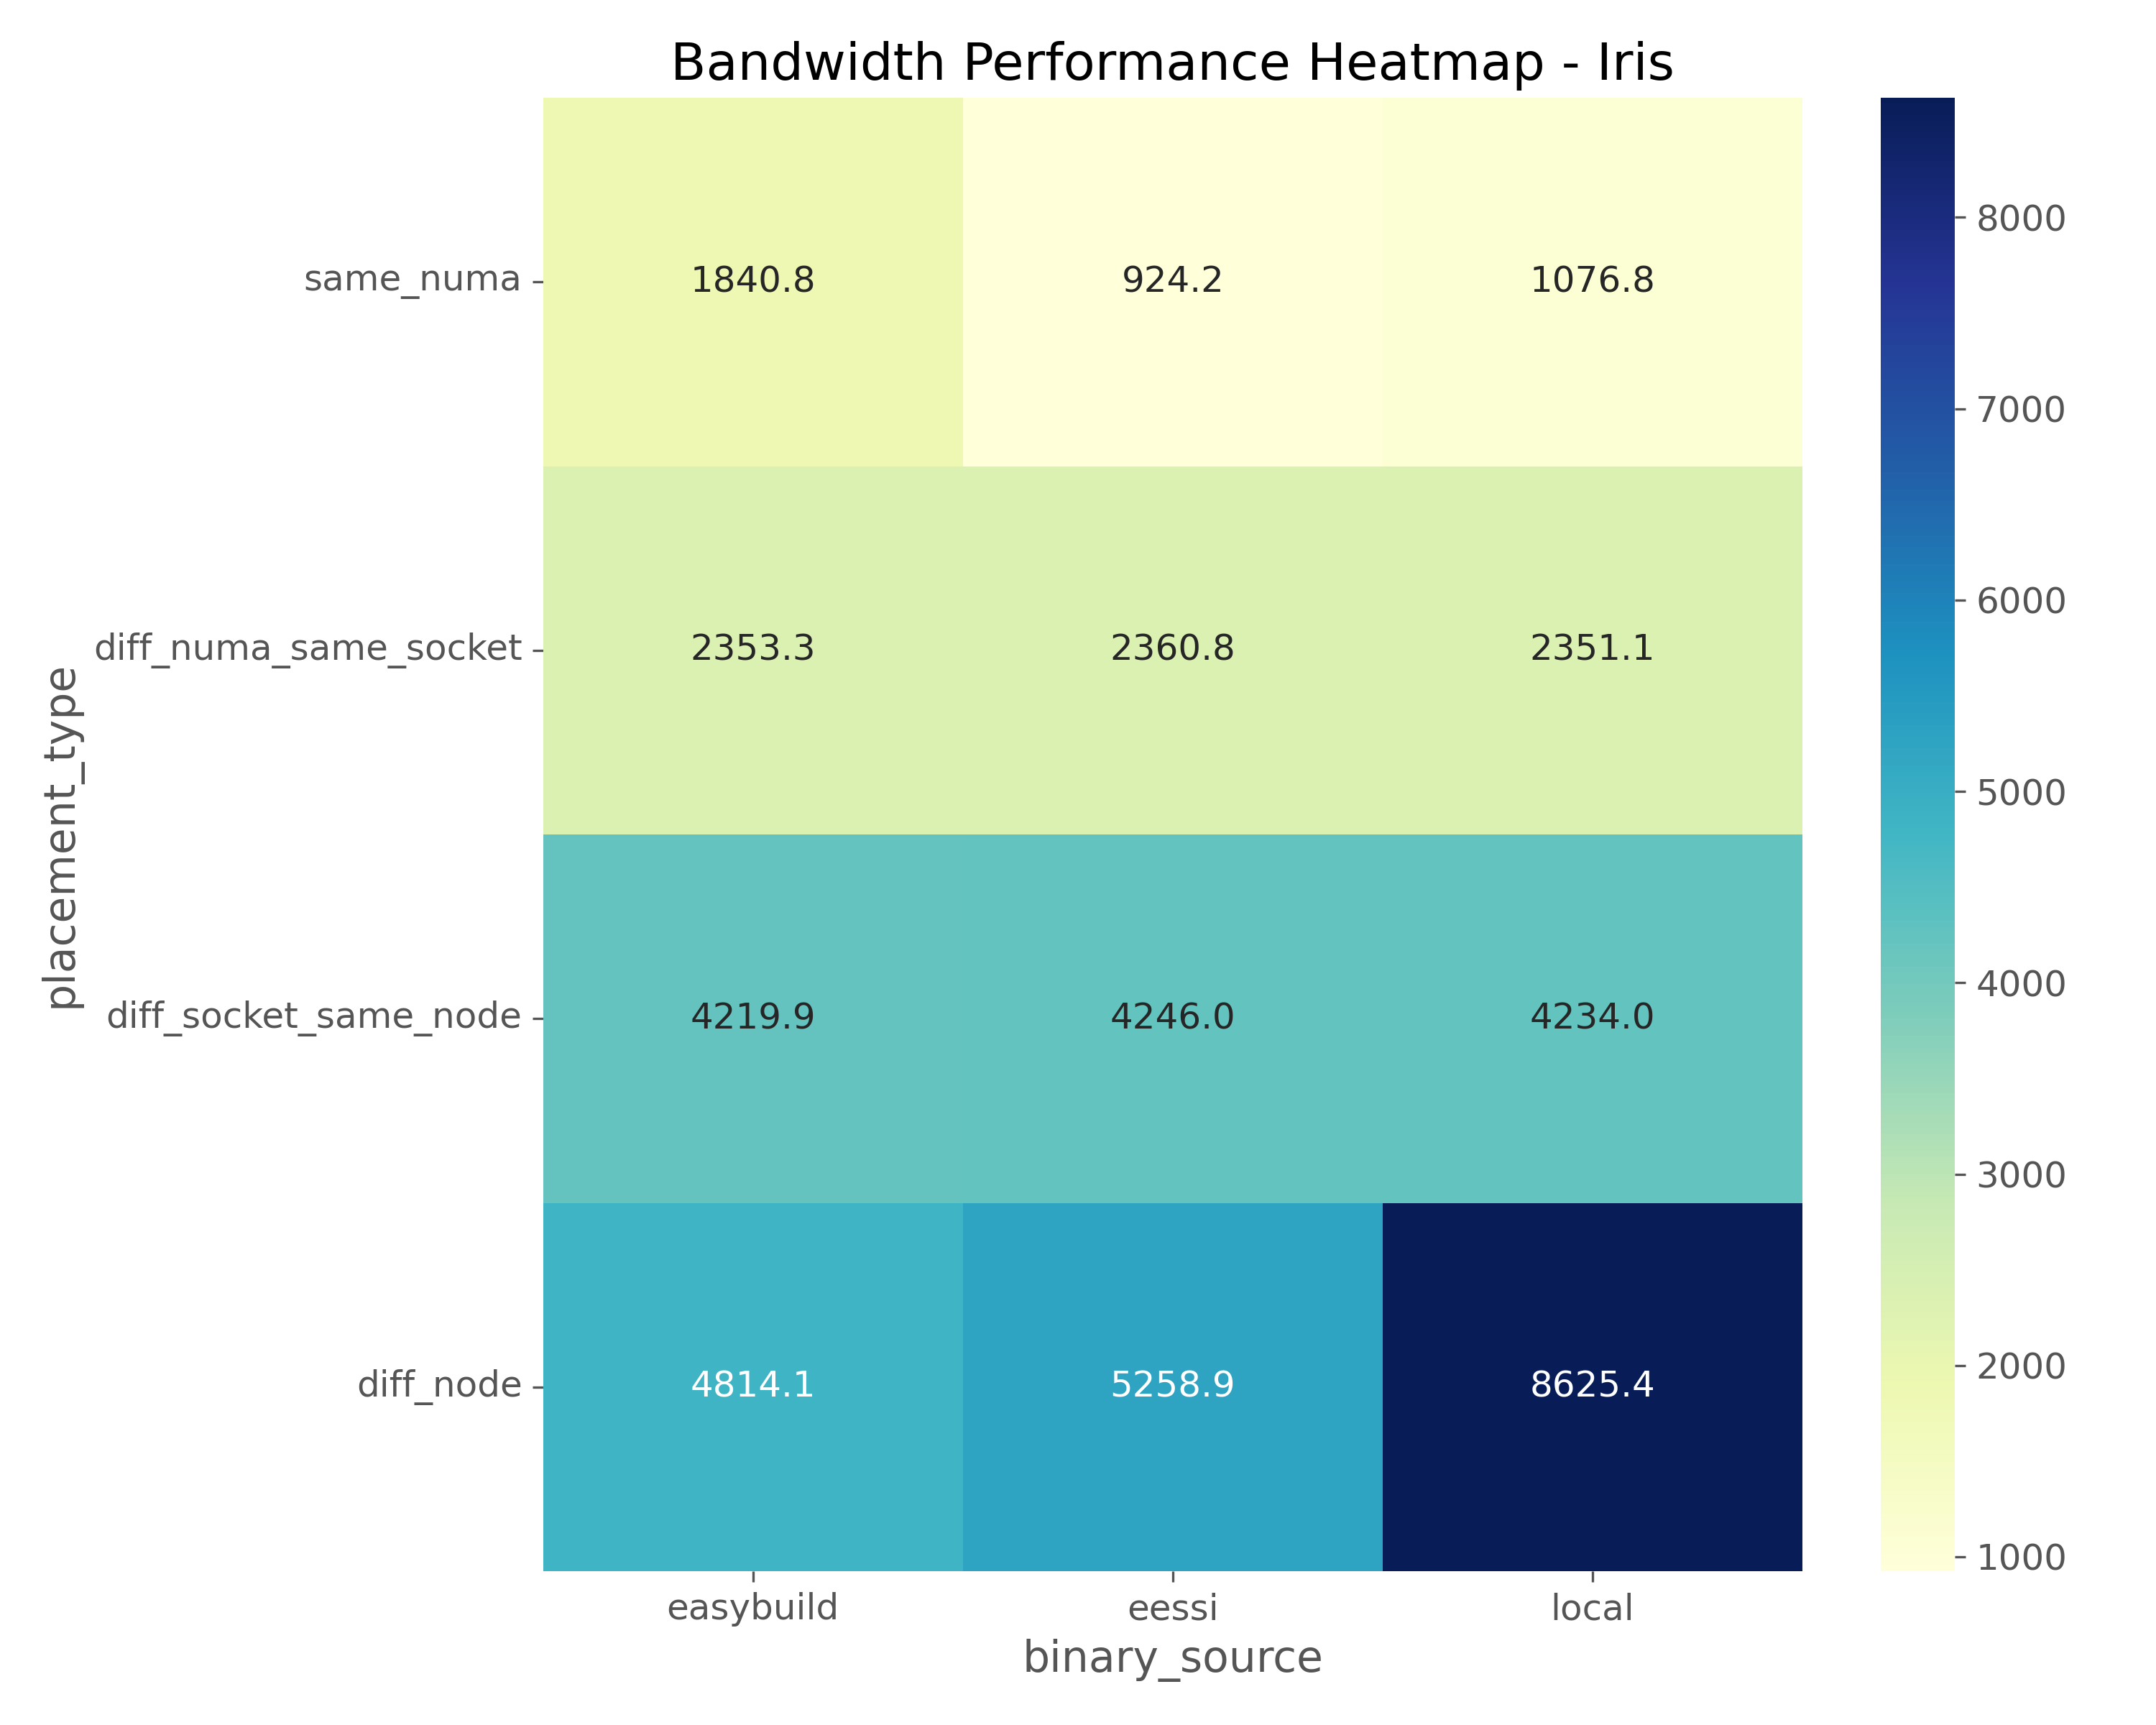 Bandwidth Performance Heatmap - Iris
placement_type
same_numa
1840.8 924.2 1076.8
diff_numa_same_socket
2353.3 2360.8 2351.1
diff_socket_same_node
4219.9 4246.0 4234.0
diff_node
4814.1 5258.9 8625.4
easybuild eessi local
binary_source
8000
7000
6000
5000
4000
3000
2000
1000